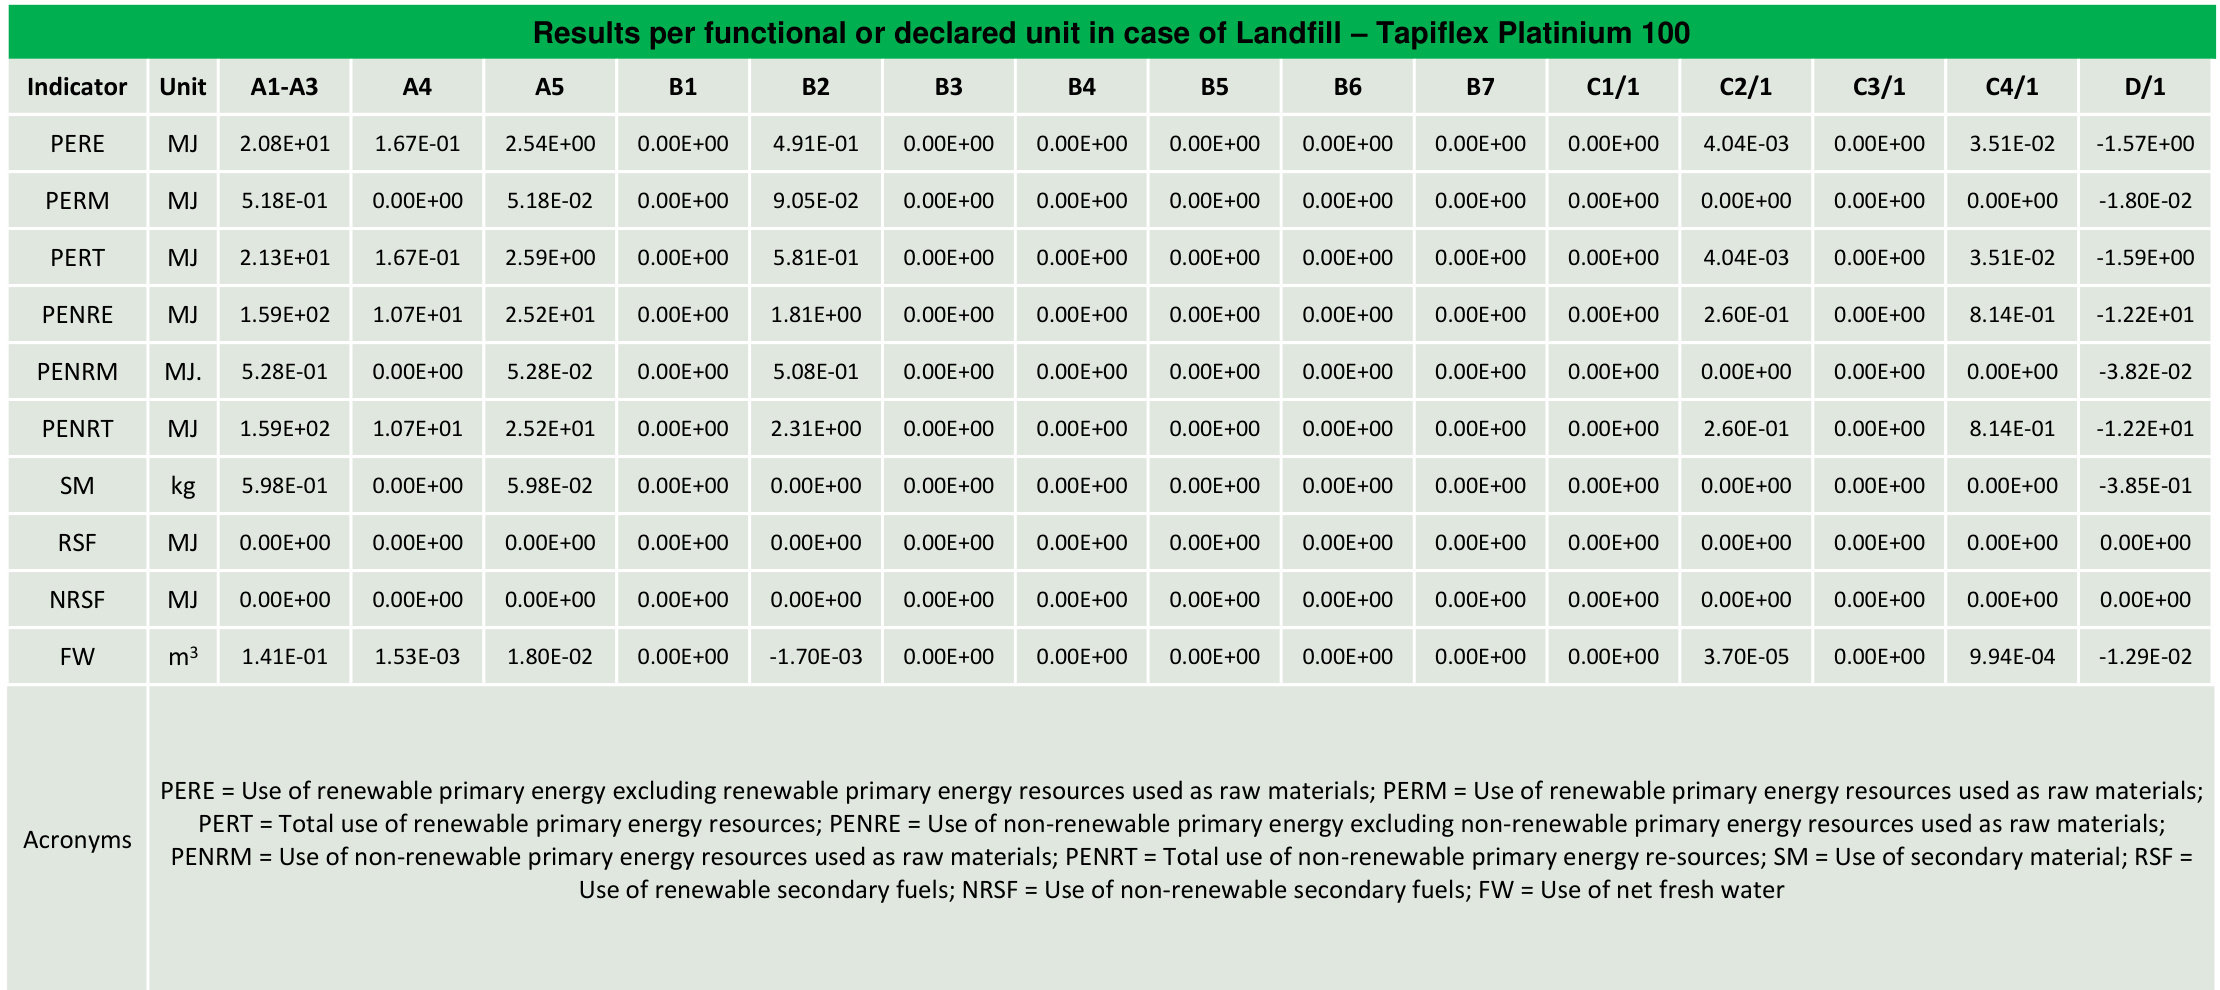 Results per functional or declared unit in case of Landfill – Tapiflex Platinium 100
Indicator Unit A1-A3 A4 A5 B1 B2 B3 B4 B5 B6 B7 C1/1 C2/1 C3/1 C4/1 D/1
PERE MJ 2.08E+01 1.67E-01 2.54E+00 0.00E+00 4.91E-01 0.00E+00 0.00E+00 0.00E+00 0.00E+00 0.00E+00 0.00E+00 4.04E-03 0.00E+00 3.51E-02 -1.57E+00
PERM MJ 5.18E-01 0.00E+00 5.18E-02 0.00E+00 9.05E-02 0.00E+00 0.00E+00 0.00E+00 0.00E+00 0.00E+00 0.00E+00 0.00E+00 0.00E+00 0.00E+00 -1.80E-02
PERT MJ 2.13E+01 1.67E-01 2.59E+00 0.00E+00 5.81E-01 0.00E+00 0.00E+00 0.00E+00 0.00E+00 0.00E+00 0.00E+00 4.04E-03 0.00E+00 3.51E-02 -1.59E+00
PENRE MJ 1.59E+02 1.07E+01 2.52E+01 0.00E+00 1.81E+00 0.00E+00 0.00E+00 0.00E+00 0.00E+00 0.00E+00 0.00E+00 2.60E-01 0.00E+00 8.14E-01 -1.22E+01
PENRM MJ. 5.28E-01 0.00E+00 5.28E-02 0.00E+00 5.08E-01 0.00E+00 0.00E+00 0.00E+00 0.00E+00 0.00E+00 0.00E+00 0.00E+00 0.00E+00 0.00E+00 -3.82E-02
PENRT MJ 1.59E+02 1.07E+01 2.52E+01 0.00E+00 2.31E+00 0.00E+00 0.00E+00 0.00E+00 0.00E+00 0.00E+00 0.00E+00 2.60E-01 0.00E+00 8.14E-01 -1.22E+01
SM kg 5.98E-01 0.00E+00 5.98E-02 0.00E+00 0.00E+00 0.00E+00 0.00E+00 0.00E+00 0.00E+00 0.00E+00 0.00E+00 0.00E+00 0.00E+00 0.00E+00 -3.85E-01
RSF MJ 0.00E+00 0.00E+00 0.00E+00 0.00E+00 0.00E+00 0.00E+00 0.00E+00 0.00E+00 0.00E+00 0.00E+00 0.00E+00 0.00E+00 0.00E+00 0.00E+00 0.00E+00
NRSF MJ 0.00E+00 0.00E+00 0.00E+00 0.00E+00 0.00E+00 0.00E+00 0.00E+00 0.00E+00 0.00E+00 0.00E+00 0.00E+00 0.00E+00 0.00E+00 0.00E+00 0.00E+00
FW m³ 1.41E-01 1.53E-03 1.80E-02 0.00E+00 -1.70E-03 0.00E+00 0.00E+00 0.00E+00 0.00E+00 0.00E+00 0.00E+00 3.70E-05 0.00E+00 9.94E-04 -1.29E-02
Acronyms
PERE = Use of renewable primary energy excluding renewable primary energy resources used as raw materials; PERM = Use of renewable primary energy resources used as raw materials;
PERT = Total use of renewable primary energy resources; PENRE = Use of non-renewable primary energy excluding non-renewable primary energy resources used as raw materials;
PENRM = Use of non-renewable primary energy resources used as raw materials; PENRT = Total use of non-renewable primary energy re-sources; SM = Use of secondary material; RSF =
Use of renewable secondary fuels; NRSF = Use of non-renewable secondary fuels; FW = Use of net fresh water